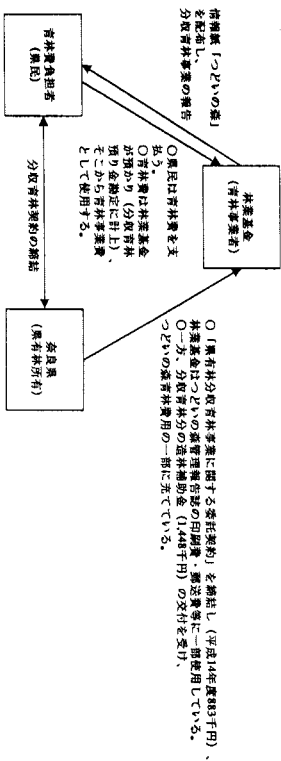 情報紙「つどいの森」
を配布し、
分収育林事業の報告
林業基金
(育林事業者)
○「県有林分収育林事業に関する委託契約」を締結し(平成14年度883千円)、
林業基金はつどいの森管理報告誌の印刷費・郵送費等に一部使用している。
○一方、分収育林分の造林補助金(1,448千円)の交付を受け、
つどいの森育林費用の一部に充てている。
○県民は育林費を支
払う。
○育林費は林業基金
が預かり(分収育林
預り金勘定に計上)、
そこから育林事業費
として使用する。
育林費負担者
(県民)
分収育林契約の締結
奈良県
(県有林所有)